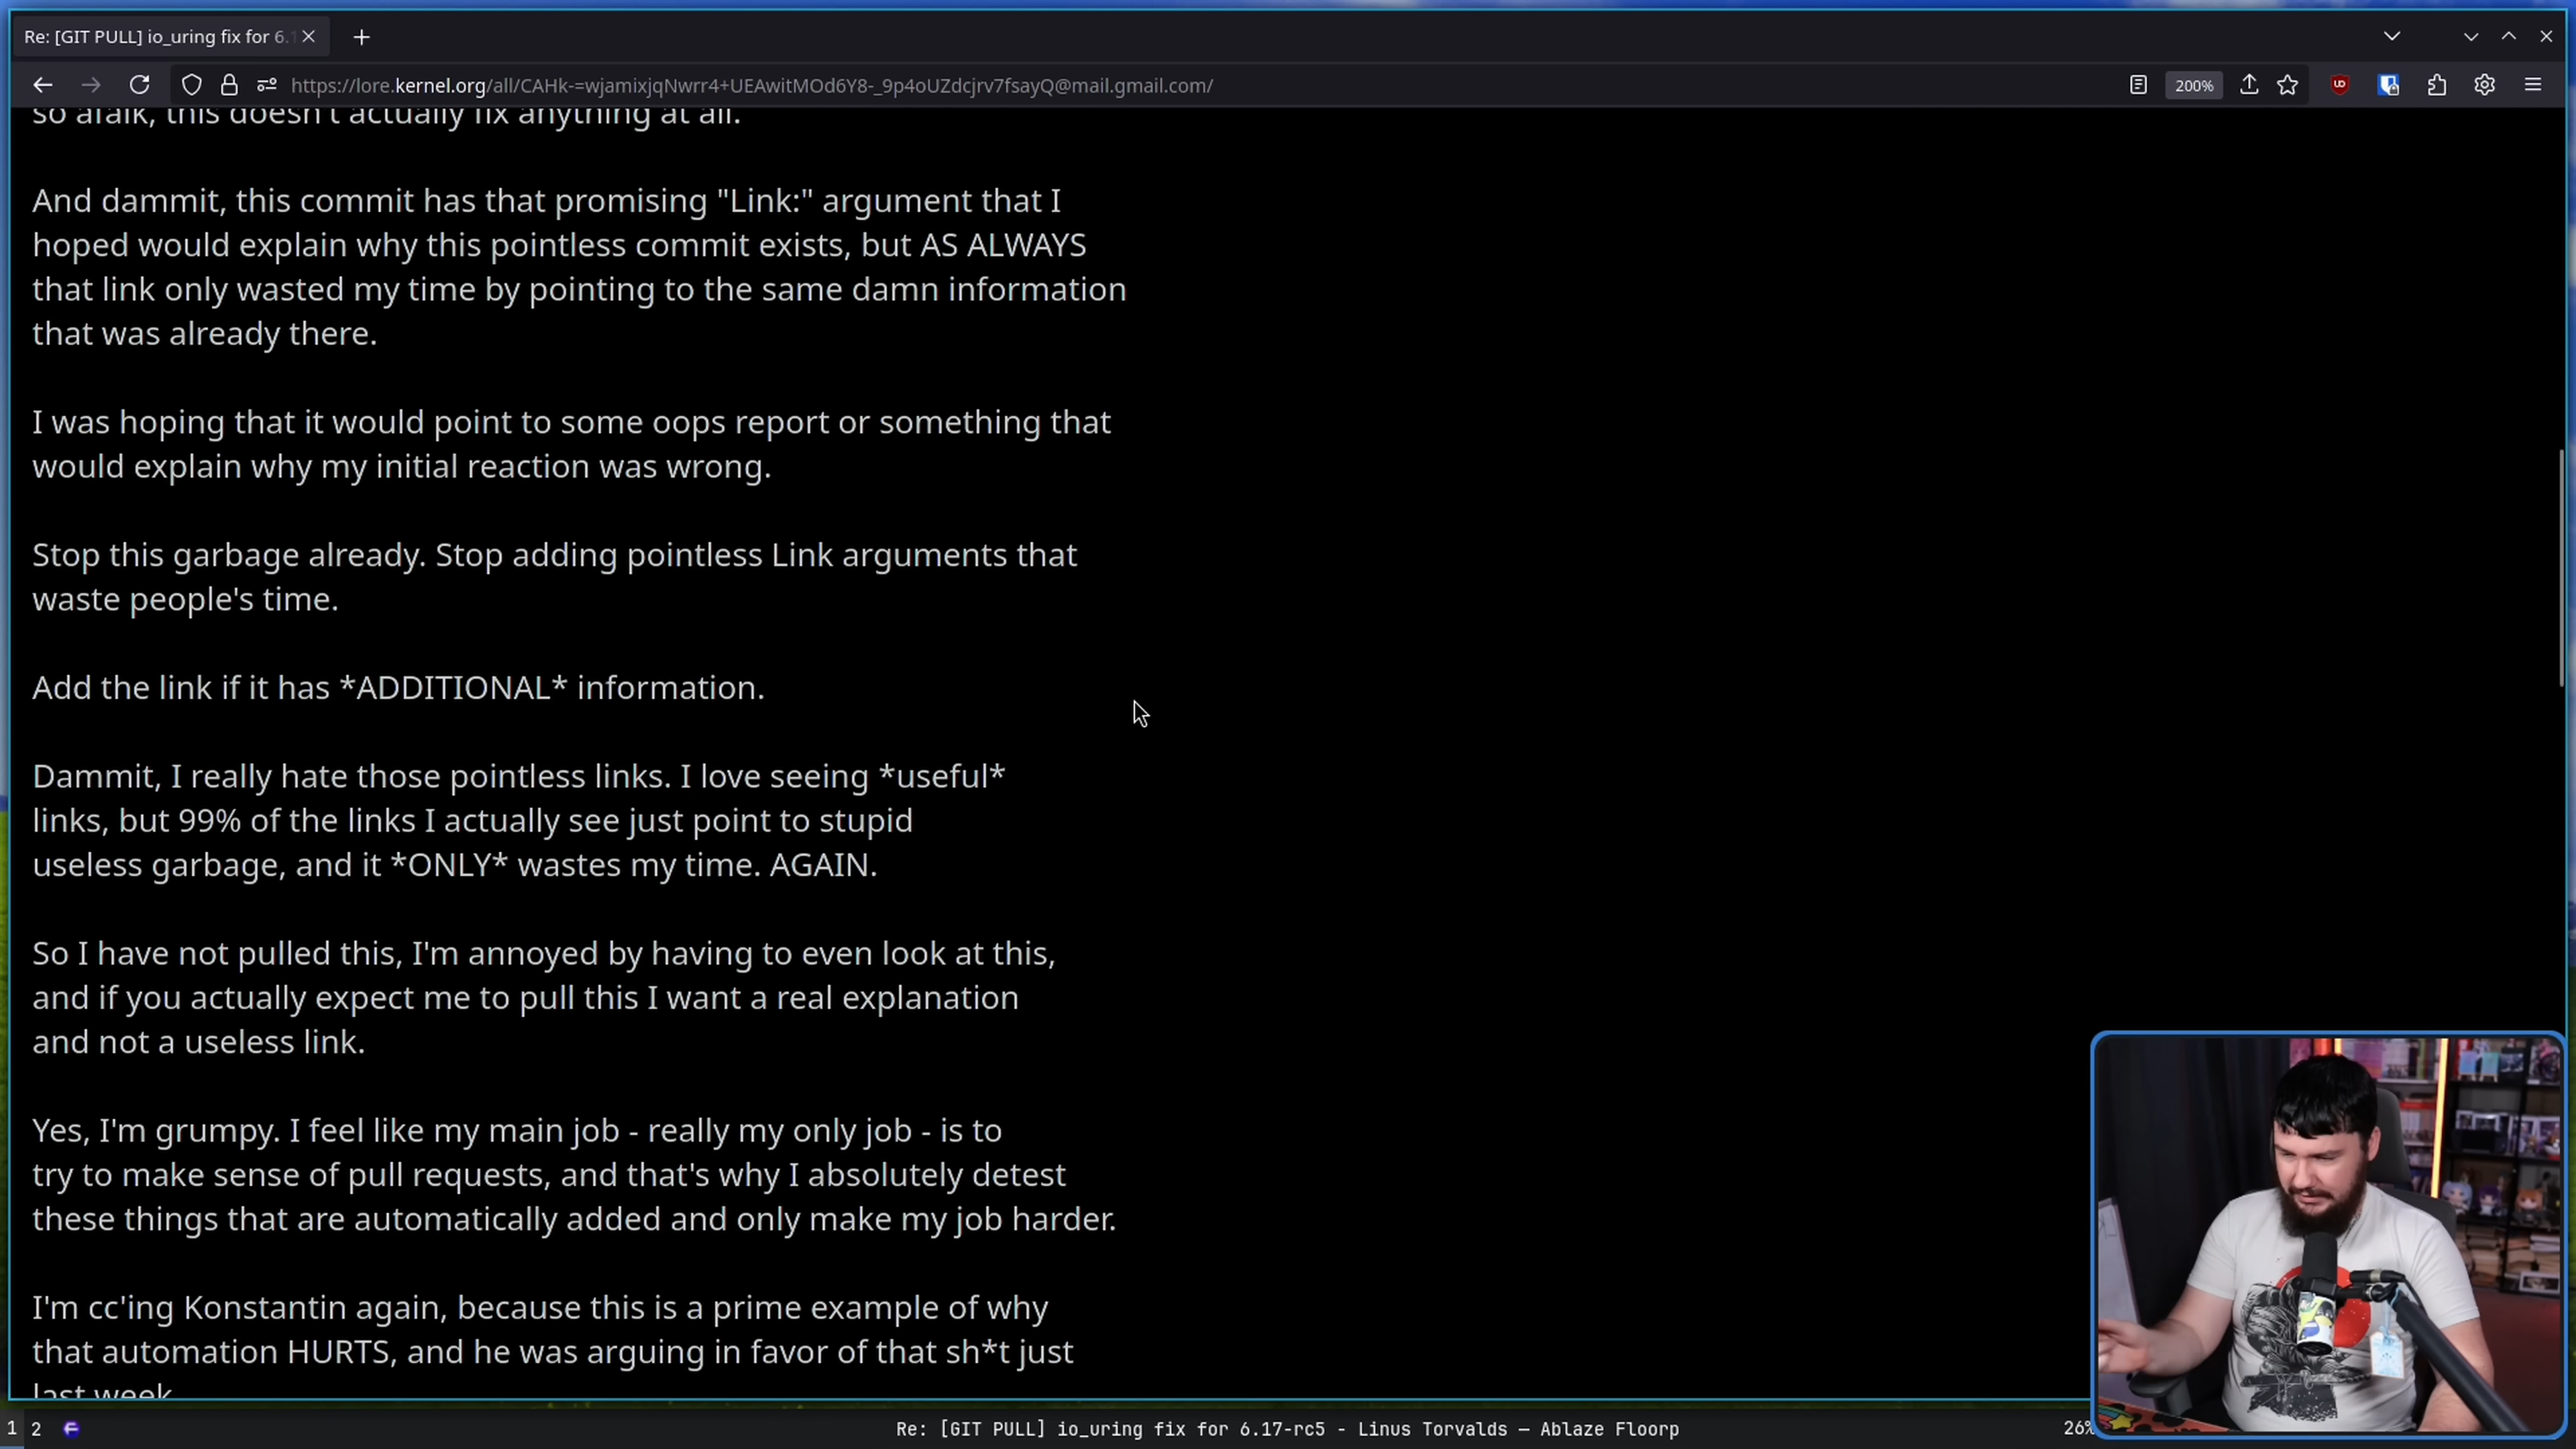 Re: [GIT PULL] io_uring fix for 6.1
https://lore.kernel.org/all/CAHk-=wjamixjqNwrr4+UEAwitMOd6Y8-_9p4oUZdcjrv7fsayQ@mail.gmail.com/
200%
so afaik, this doesn't actually fix anything at all.
And dammit, this commit has that promising "Link:" argument that I
hoped would explain why this pointless commit exists, but AS ALWAYS
that link only wasted my time by pointing to the same damn information
that was already there.
I was hoping that it would point to some oops report or something that
would explain why my initial reaction was wrong.
Stop this garbage already. Stop adding pointless Link arguments that
waste people's time.
Add the link if it has *ADDITIONAL* information.
Dammit, I really hate those pointless links. I love seeing *useful*
links, but 99% of the links I actually see just point to stupid
useless garbage, and it *ONLY* wastes my time. AGAIN.
So I have not pulled this, I'm annoyed by having to even look at this,
and if you actually expect me to pull this I want a real explanation
and not a useless link.
Yes, I'm grumpy. I feel like my main job - really my only job - is to
try to make sense of pull requests, and that's why I absolutely detest
these things that are automatically added and only make my job harder.
I'm cc'ing Konstantin again, because this is a prime example of why
that automation HURTS, and he was arguing in favor of that sh*t just
last week.
1 2
Re: [GIT PULL] io_uring fix for 6.17-rc5 - Linus Torvalds — Ablaze Floorp
26%